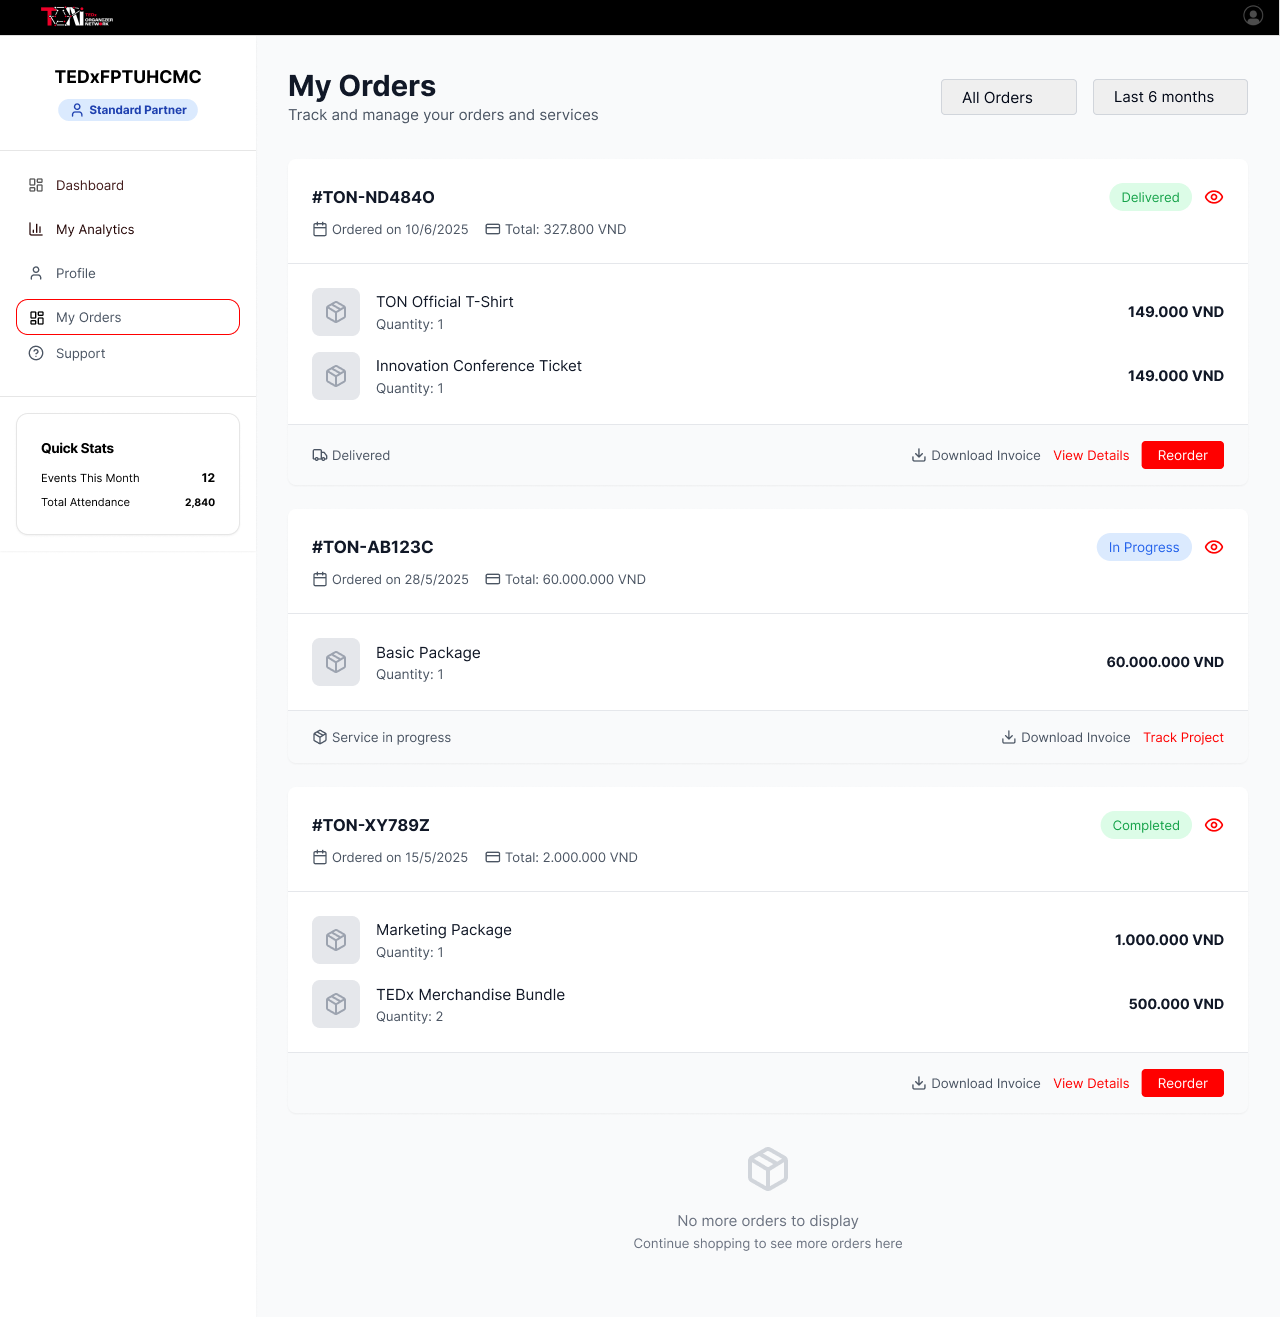 TEDx
ORGANIZER
NETWORK
TEDxFPTUHCMC
Standard Partner
Dashboard
My Analytics
Profile
My Orders
Support
Quick Stats
Events This Month 12
Total Attendance 2,840
My Orders
Track and manage your orders and services
All Orders
Last 6 months
#TON-ND484O
Delivered
Ordered on 10/6/2025 Total: 327.800 VND
TON Official T-Shirt
Quantity: 1
149.000 VND
Innovation Conference Ticket
Quantity: 1
149.000 VND
Delivered
Download Invoice View Details Reorder
#TON-AB123C
In Progress
Ordered on 28/5/2025 Total: 60.000.000 VND
Basic Package
Quantity: 1
60.000.000 VND
Service in progress
Download Invoice Track Project
#TON-XY789Z
Completed
Ordered on 15/5/2025 Total: 2.000.000 VND
Marketing Package
Quantity: 1
1.000.000 VND
TEDx Merchandise Bundle
Quantity: 2
500.000 VND
Download Invoice View Details Reorder
No more orders to display
Continue shopping to see more orders here